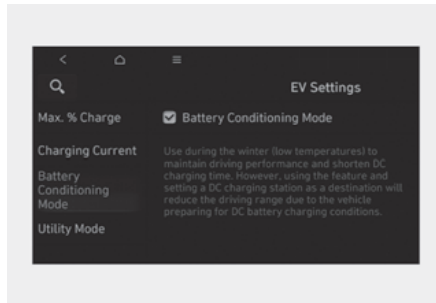 EV Settings
Max. % Charge
Charging Current
Battery
Conditioning
Mode
Utility Mode
Battery Conditioning Mode
Use during the winter (low temperatures) to
maintain driving performance and shorten DC
charging time. However, using the feature and
setting a DC charging station as a destination will
reduce the driving range due to the vehicle
preparing for DC battery charging conditions.